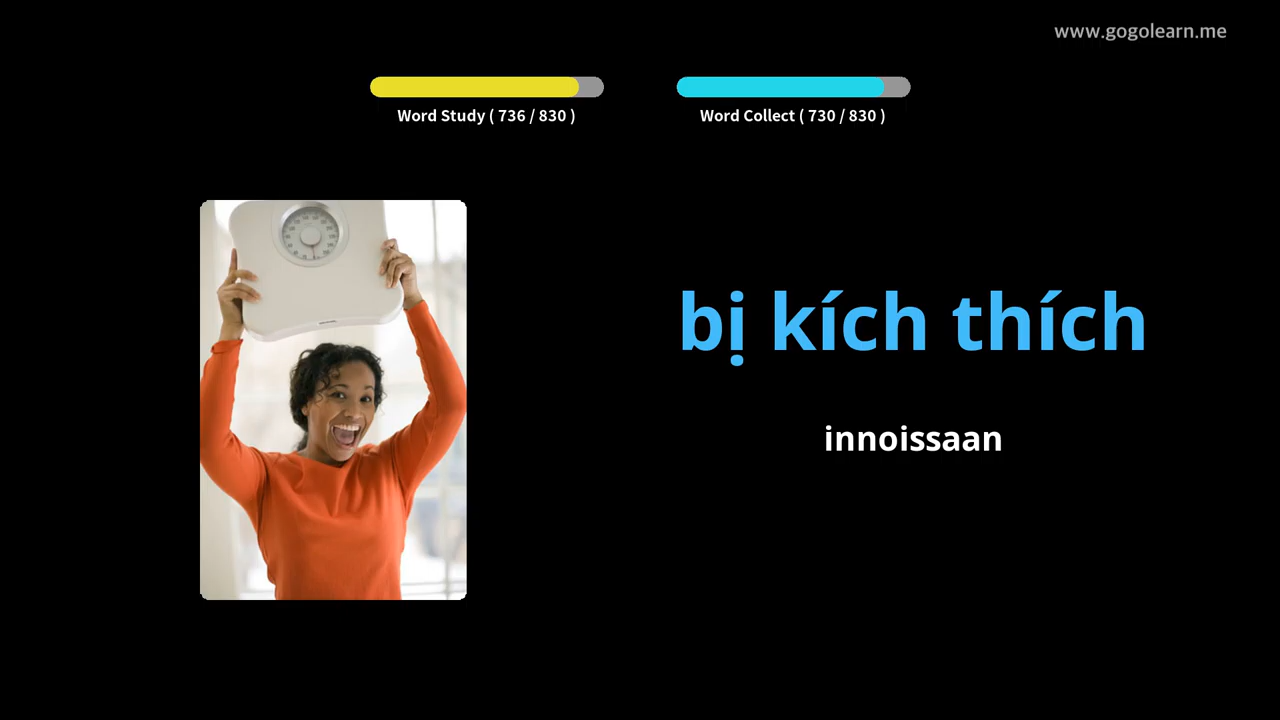 www.gogolearn.me
Word Study ( 736 / 830 )
Word Collect ( 730 / 830 )
bị kích thích
innoissaan